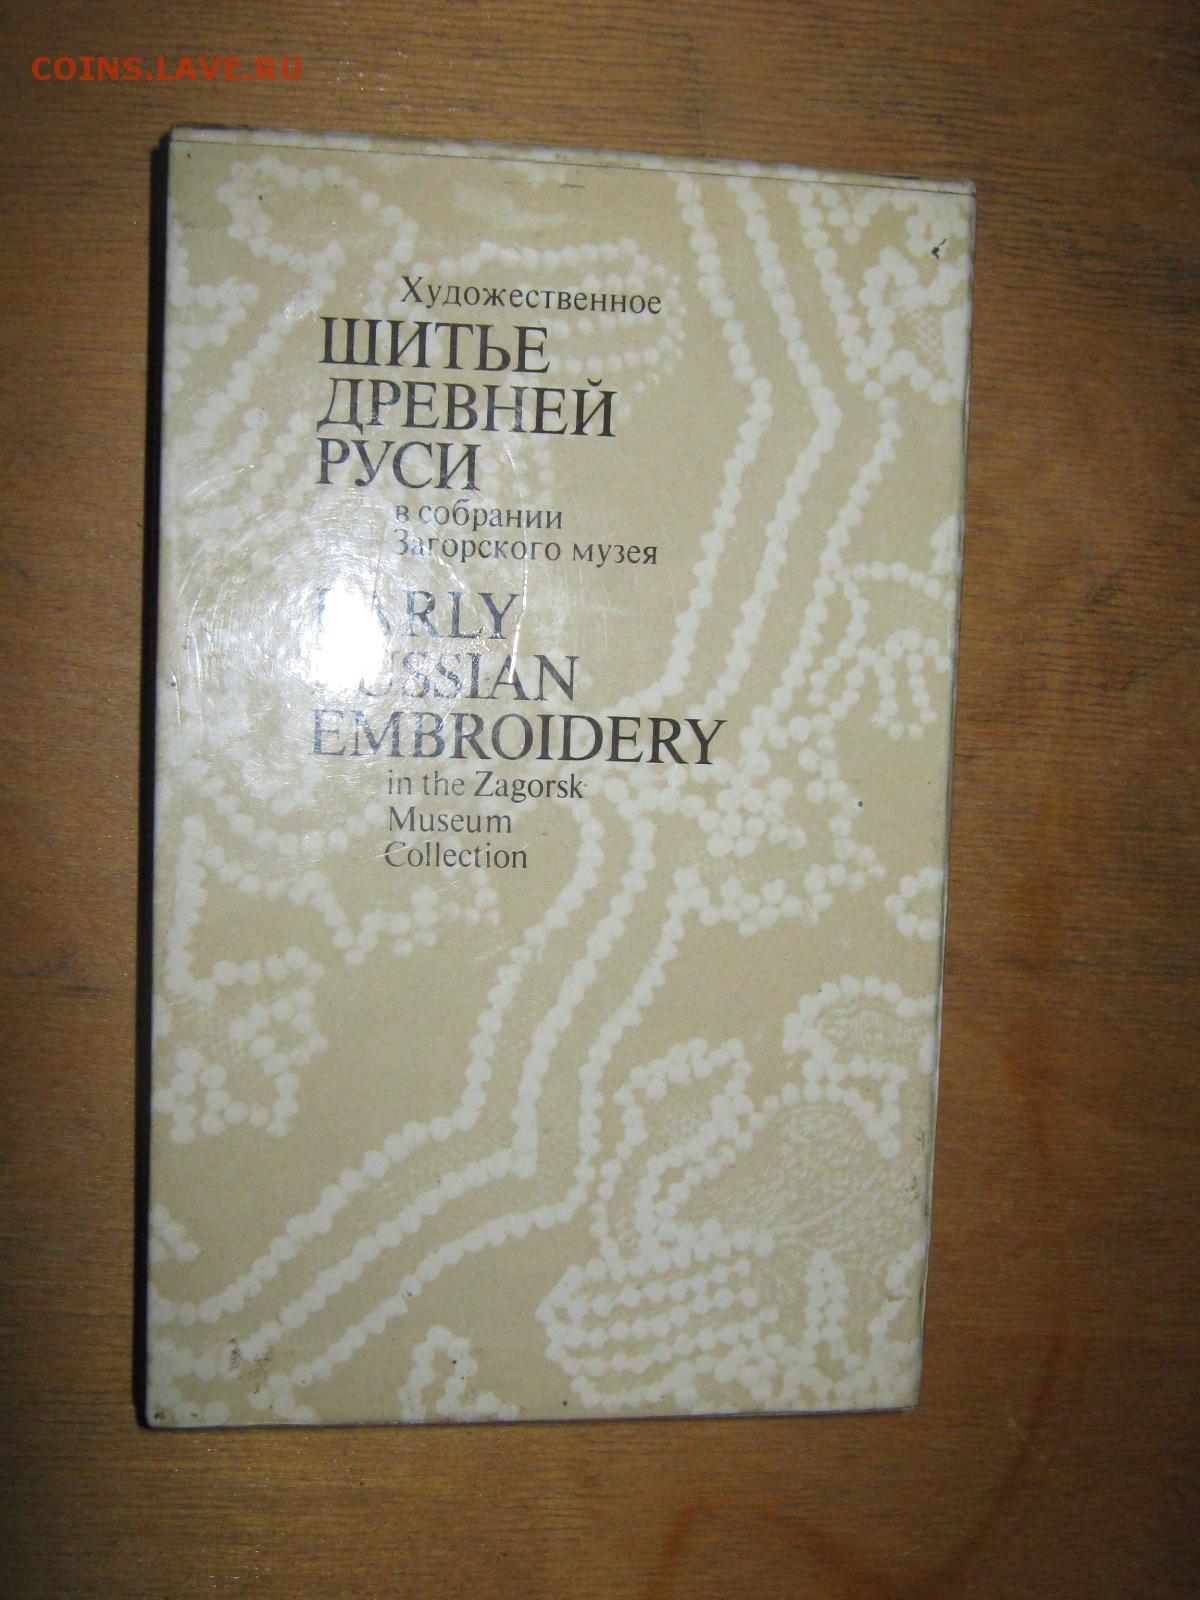 COINS.LAVE.RU
Художественное
ШИТЬЕ
ДРЕВНЕЙ
РУСИ
в собрании
Загорского музея
EARLY
RUSSIAN
EMBROIDERY
in the Zagorsk
Museum
Collection